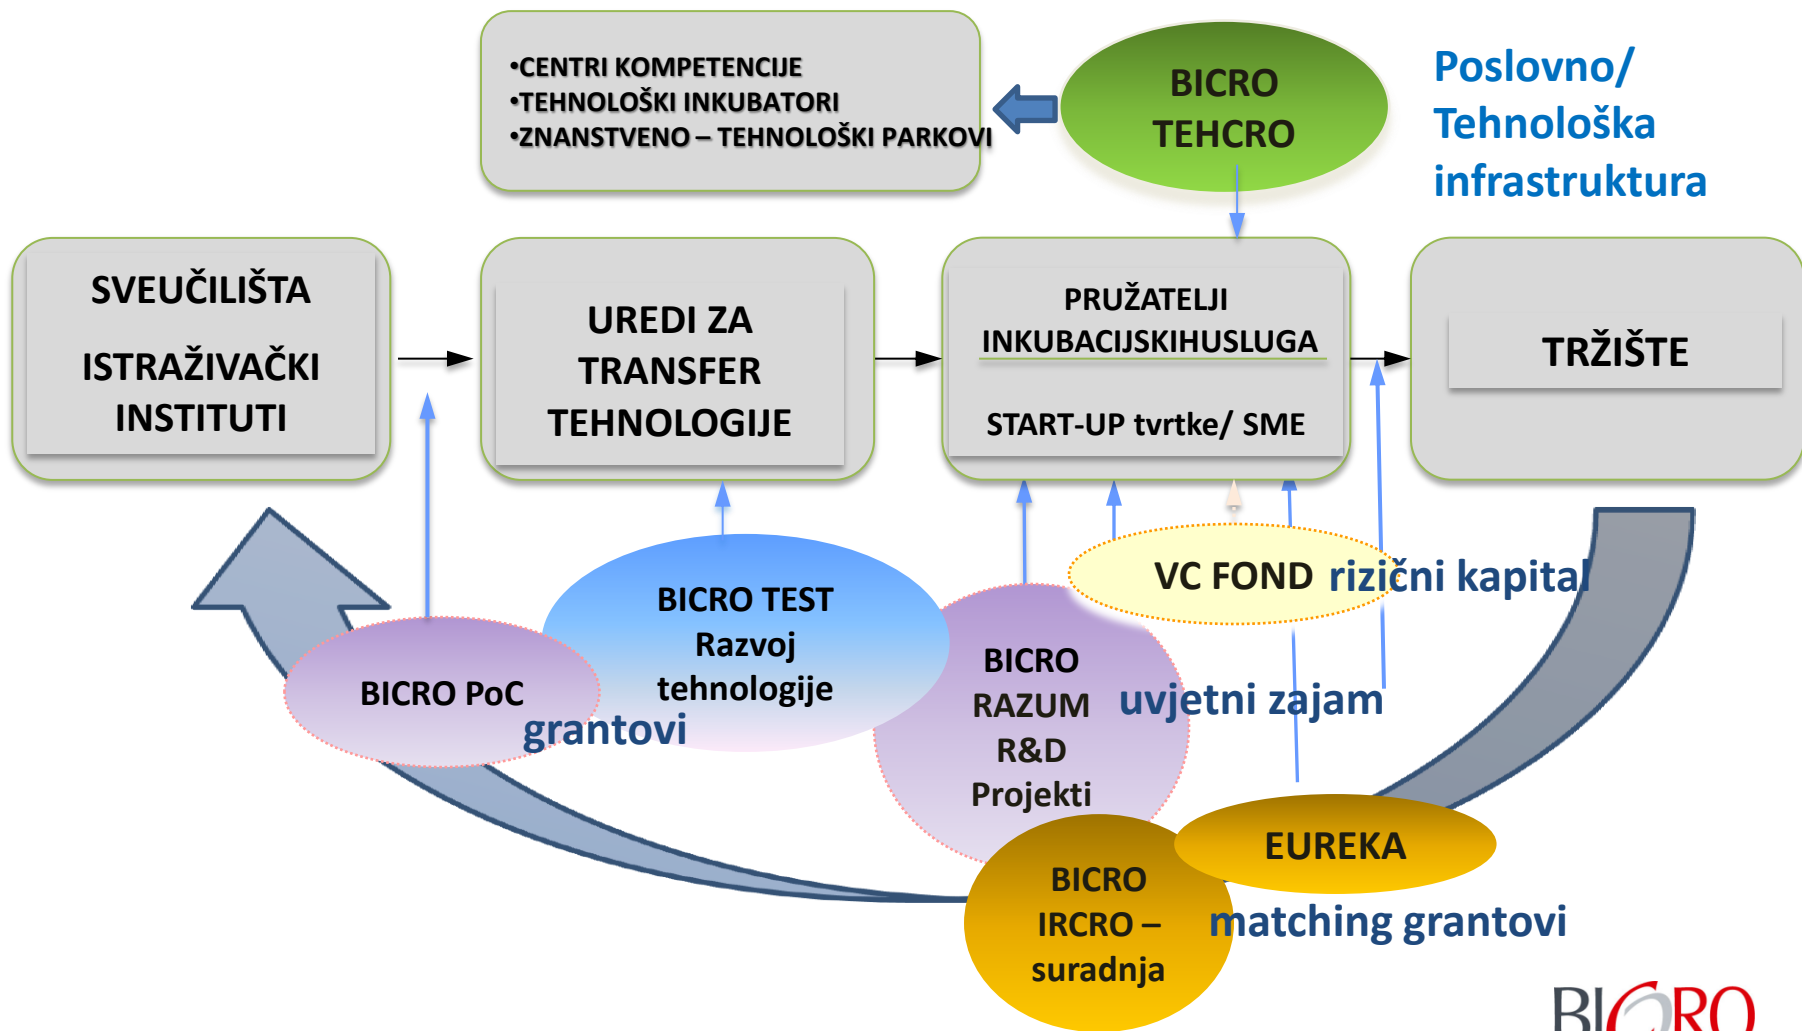 •CENTRI KOMPETENCIJE
•TEHNOLOŠKI INKUBATORI
•ZNANSTVENO – TEHNOLOŠKI PARKOVI
BICRO
TEHCRO
Poslovno/
Tehnološka
infrastruktura
SVEUČILIŠTA
ISTRAŽIVAČKI
INSTITUTI
UREDI ZA
TRANSFER
TEHNOLOGIJE
PRUŽATELJI
INKUBACIJSKIHUSLUGA
START-UP tvrtke/ SME
TRŽIŠTE
VC FOND
rizični kapital
BICRO TEST
Razvoj
tehnologije
BICRO PoC
grantovi
BICRO
RAZUM
R&D
Projekti
uvjetni zajam
EUREKA
BICRO
IRCRO –
suradnja
matching grantovi
BICRO